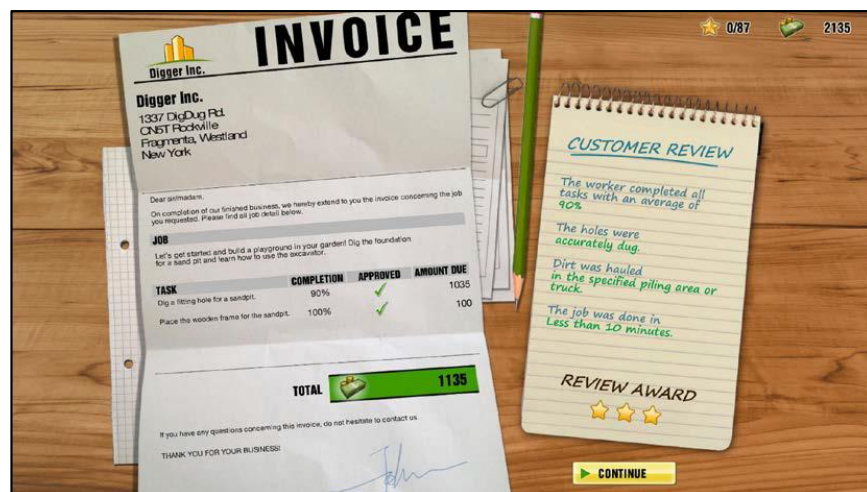 INVOICE
Digger Inc.
Digger Inc.
1337 DigDug Rd.
CN5T Rockville
Fragmenta, Westland
New York
Dear sir/madam,
On completion of our finished business, we hereby extend to you the invoice concerning the job
you requested. Please find all job detail below.
JOB
Let's get started and build a playground in your garden! Dig the foundation
for a sand pit and learn how to use the excavator.
TASK COMPLETION APPROVED AMOUNT DUE
Dig a fitting hole for a sandpit. 90% 1035
Place the wooden frame for the sandpit. 100% 100
TOTAL 1135
If you have any questions concerning this invoice, do not hesitate to contact us.
THANK YOU FOR YOUR BUSINESS!
John
0/87 2135
CUSTOMER REVIEW
The worker completed all
tasks with an average of
90%
The holes were
accurately dug.
Dirt was hauled
in the specified piling area or
truck.
The job was done in
Less than 10 minutes.
REVIEW AWARD
CONTINUE